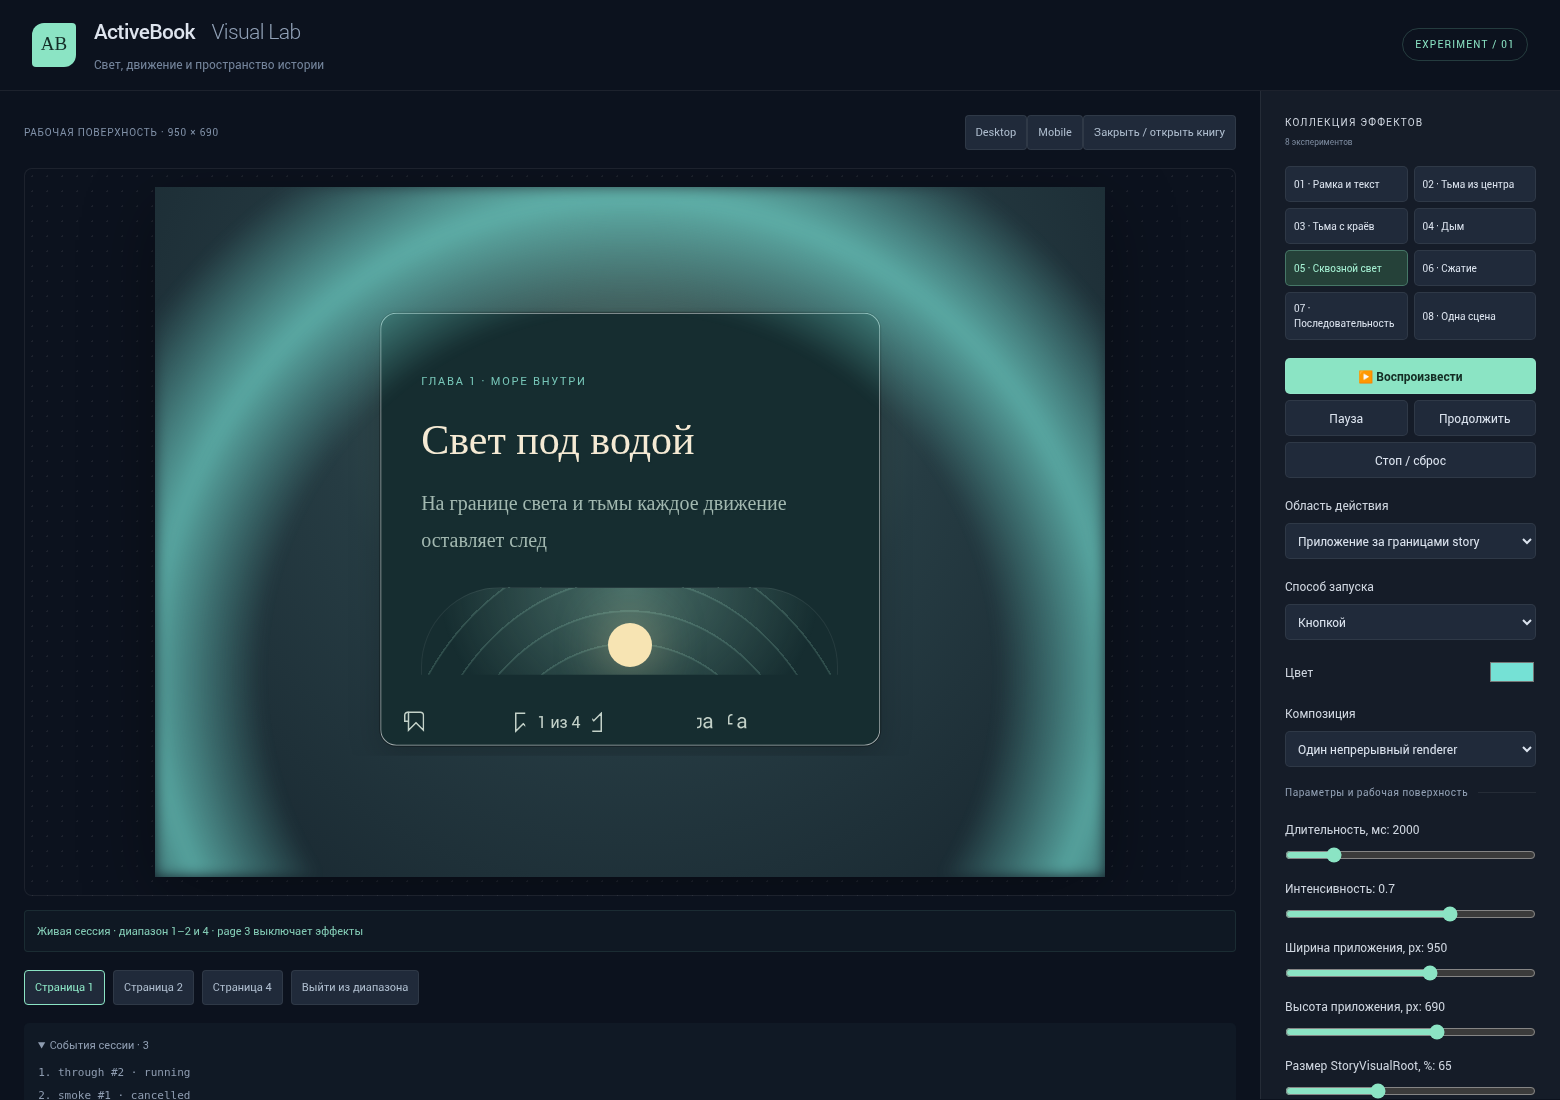 AB
ActiveBook Visual Lab
Свет, движение и пространство истории
EXPERIMENT / 01
РАБОЧАЯ ПОВЕРХНОСТЬ · 950 × 690
Desktop
Mobile
Закрыть / открыть книгу
ГЛАВА 1 · МОРЕ ВНУТРИ
Свет под водой
На границе света и тьмы каждое движение
оставляет след
1 из 4
Живая сессия · диапазон 1–2 и 4 · page 3 выключает эффекты
Страница 1
Страница 2
Страница 4
Выйти из диапазона
События сессии · 3
1. through #2 · running
2. smoke #1 · cancelled
КОЛЛЕКЦИЯ ЭФФЕКТОВ
8 экспериментов
01 · Рамка и текст
02 · Тьма из центра
03 · Тьма с краёв
04 · Дым
05 · Сквозной свет
06 · Сжатие
07 ·
Последовательность
08 · Одна сцена
Воспроизвести
Пауза
Продолжить
Стоп / сброс
Область действия
Приложение за границами story
Способ запуска
Кнопкой
Цвет
Композиция
Один непрерывный renderer
Параметры и рабочая поверхность
Длительность, мс: 2000
Интенсивность: 0.7
Ширина приложения, px: 950
Высота приложения, px: 690
Размер StoryVisualRoot, %: 65